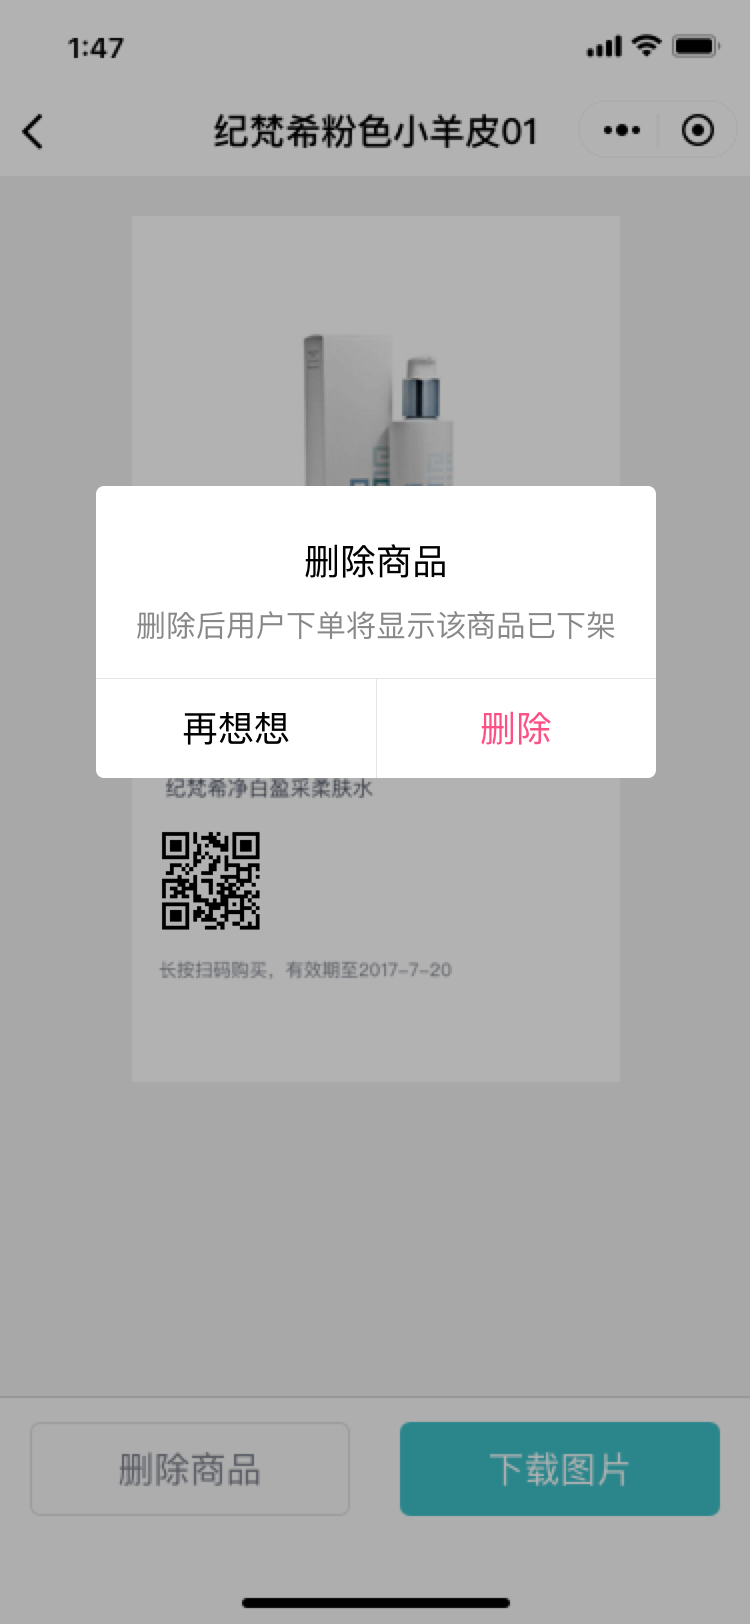 1:47
纪梵希粉色小羊皮01
删除商品
删除后用户下单将显示该商品已下架
再想想
删除
纪梵希净白盈采柔肤水
长按扫码购买，有效期至2017-7-20
删除商品
下载图片